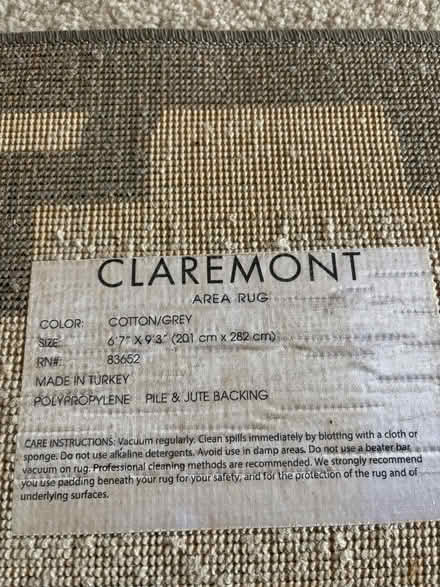 CLAREMONT
AREA RUG
COLOR: COTTON/GREY
SIZE: 6'7" X 9'3" (201 cm x 282 cm)
RN#: 83652
MADE IN TURKEY
POLYPROPYLENE PILE & JUTE BACKING
CARE INSTRUCTIONS: Vacuum regularly. Clean spills immediately by blotting with a cloth or
sponge. Do not use alkaline detergents. Avoid use in damp areas. Do not use a beater bar
vacuum on rug. Professional cleaning methods are recommended. We strongly recommend
you use padding beneath your rug for your safety, and for the protection of the rug and of
underlying surfaces.